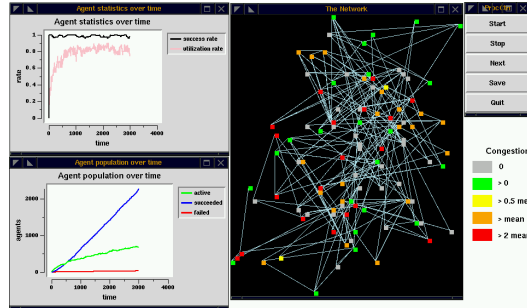 Agent statistics over time
Agent statistics over time
success rate
utilization rate
1
0.8
0.6
0.4
0.2
0
rate
0
1000
2000
3000
4000
time
Agent population over time
Agent population over time
active
succeeded
failed
2000
1000
0
agents
0
1000
2000
3000
4000
time
The Network
Start
Stop
Next
Save
Quit
Congestion
0
> 0
> 0.5 me
> mean
> 2 mean